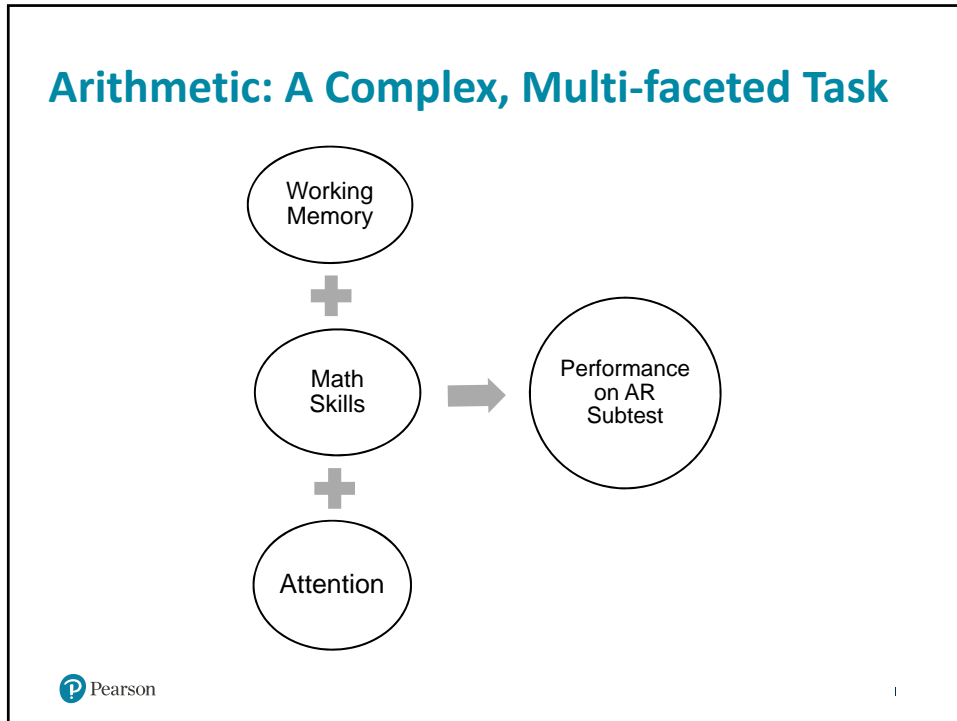 Arithmetic: A Complex, Multi-faceted Task
Working
Memory
Math
Skills
Performance
on AR
Subtest
Attention
Pearson